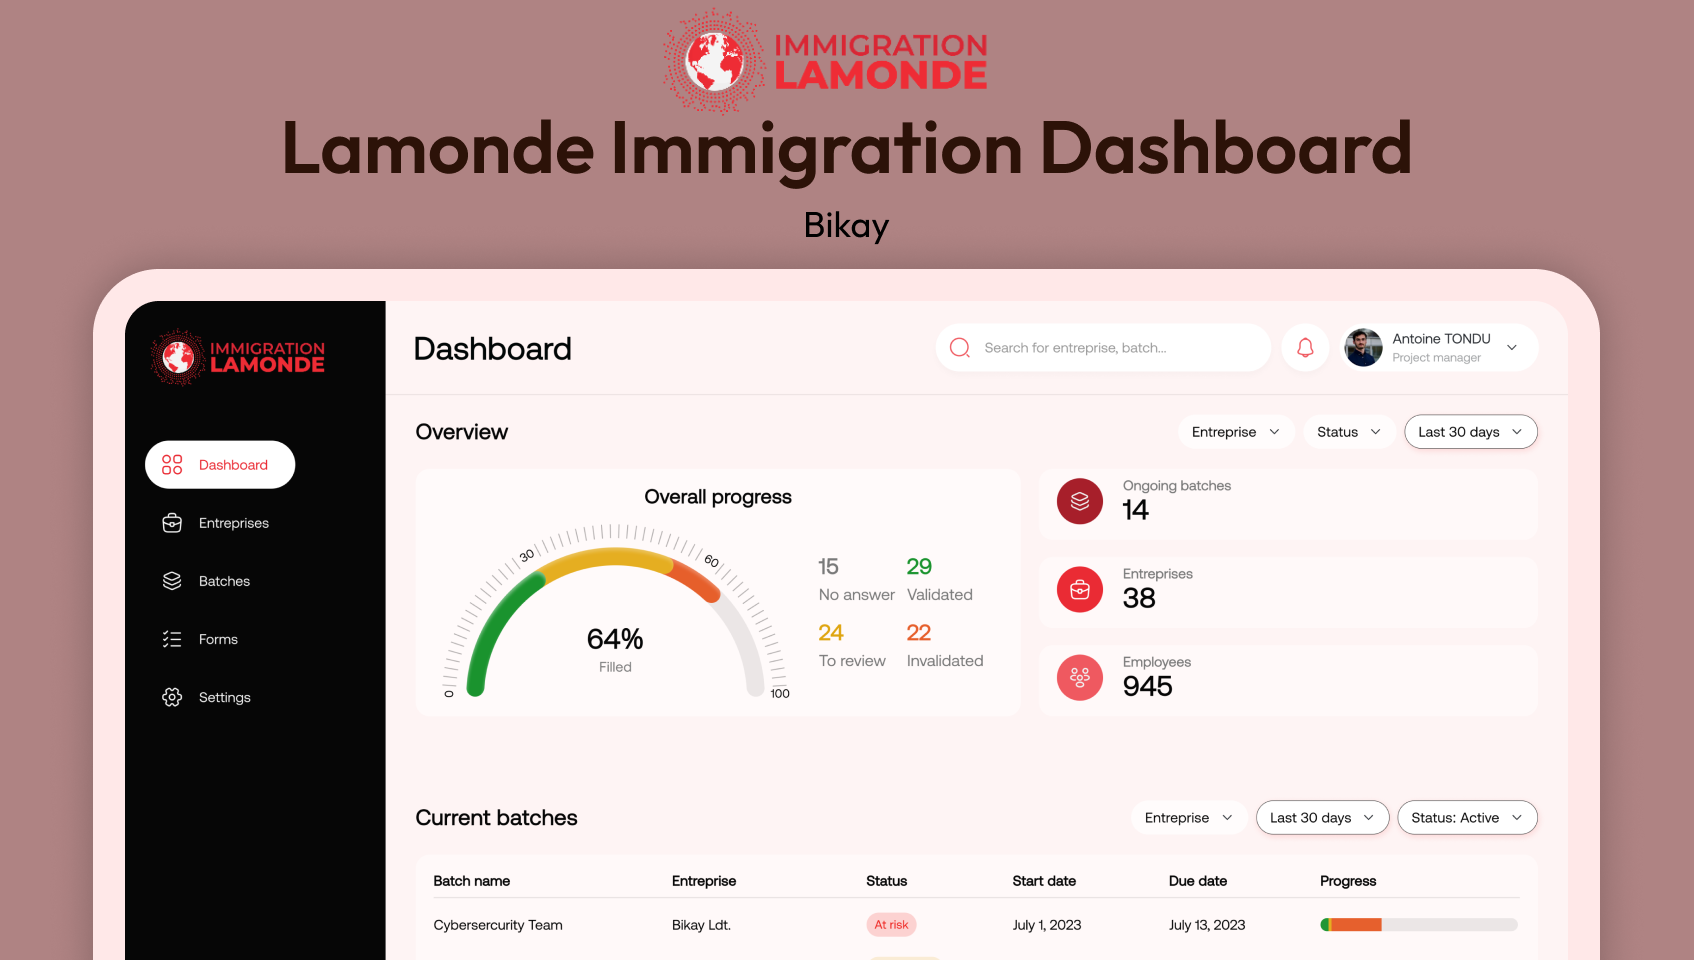 IMMIGRATION
LAMONDE
Lamonde Immigration Dashboard
Bikay
IMMIGRATION
LAMONDE
Dashboard
Search for entreprise, batch...
Antoine TONDU
Project manager
Dashboard
Entreprises
Batches
Forms
Settings
Overview
Entreprise
Status
Last 30 days
Overall progress
0
30
60
100
64%
Filled
15
No answer
29
Validated
24
To review
22
Invalidated
Ongoing batches
14
Entreprises
38
Employees
945
Current batches
Entreprise
Last 30 days
Status: Active
Batch name Entreprise Status Start date Due date Progress
Cybersercurity Team Bikay Ldt. At risk July 1, 2023 July 13, 2023